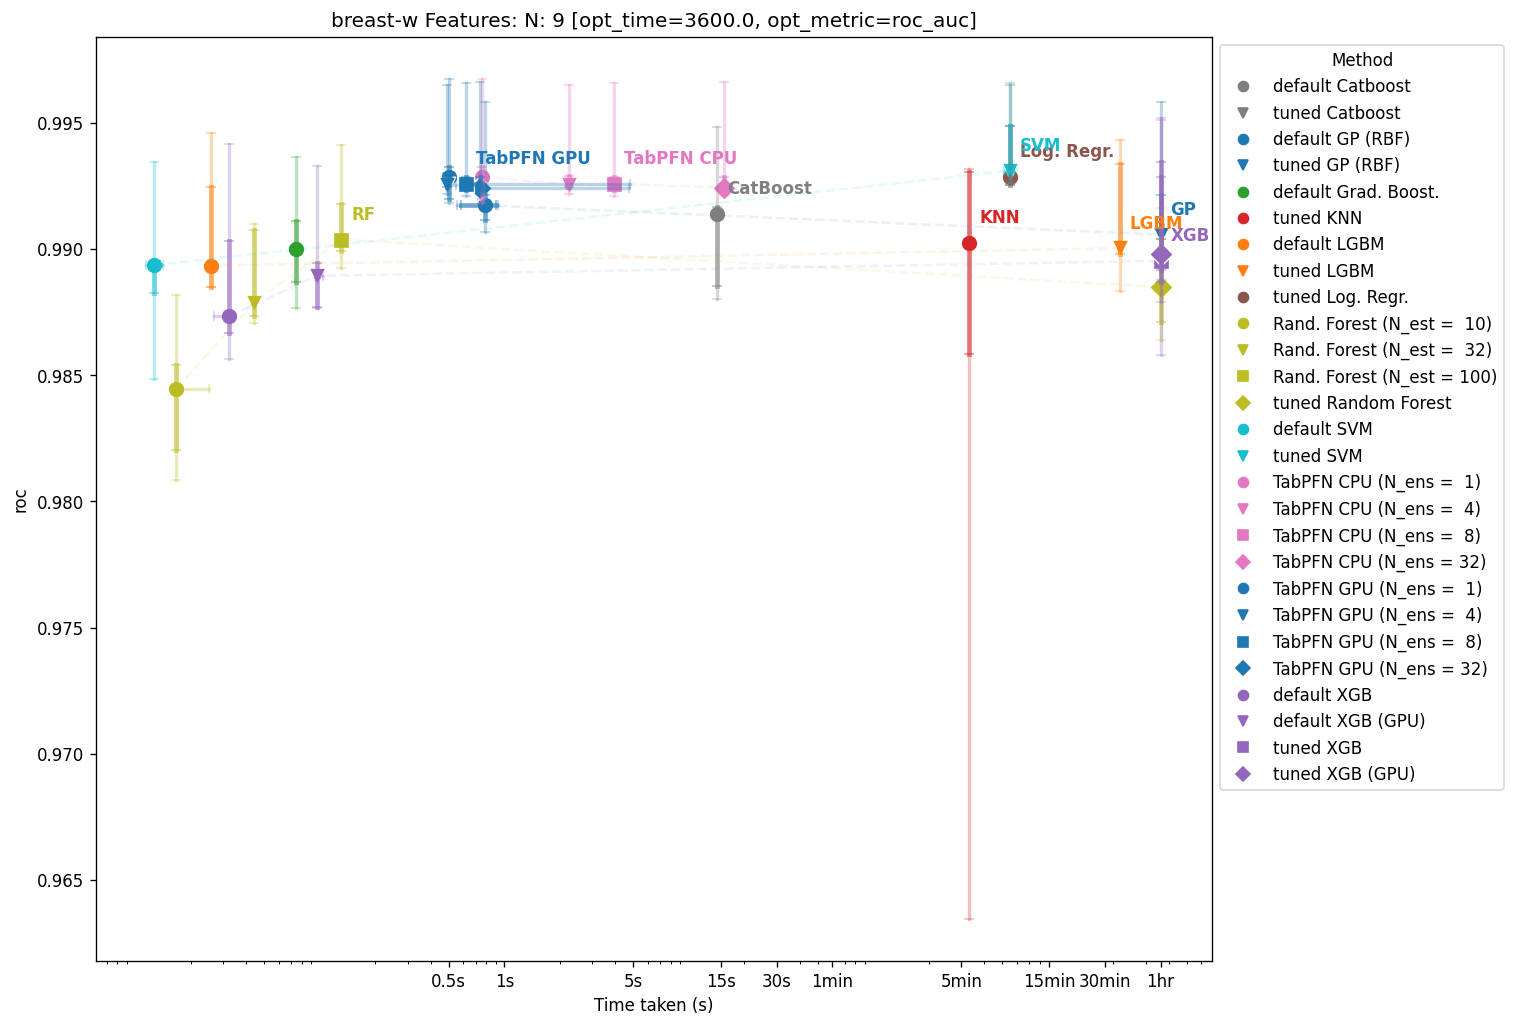 breast-w Features: N: 9 [opt_time=3600.0, opt_metric=roc_auc]
roc
0.995
0.990
0.985
0.980
0.975
0.970
0.965
TabPFN GPU
TabPFN CPU
SVM
Log. Regr.
CatBoost
RF
KNN
GP
LGBM
XGB
0.5s
1s
5s
15s
30s
1min
5min
15min
30min
1hr
Time taken (s)
Method
default Catboost
tuned Catboost
default GP (RBF)
tuned GP (RBF)
default Grad. Boost.
tuned KNN
default LGBM
tuned LGBM
tuned Log. Regr.
Rand. Forest (N_est =  10)
Rand. Forest (N_est =  32)
Rand. Forest (N_est = 100)
tuned Random Forest
default SVM
tuned SVM
TabPFN CPU (N_ens =  1)
TabPFN CPU (N_ens =  4)
TabPFN CPU (N_ens =  8)
TabPFN CPU (N_ens = 32)
TabPFN GPU (N_ens =  1)
TabPFN GPU (N_ens =  4)
TabPFN GPU (N_ens =  8)
TabPFN GPU (N_ens = 32)
default XGB
default XGB (GPU)
tuned XGB
tuned XGB (GPU)